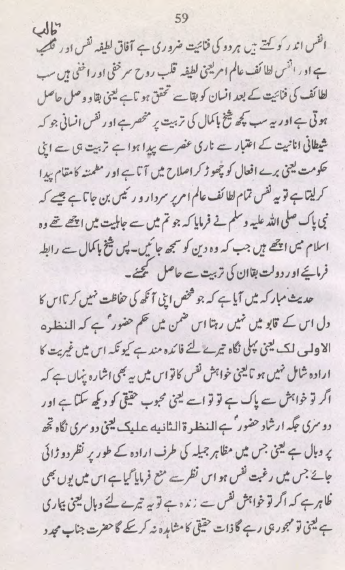 59
قالب
انفس اندر کو کہتے ہیں ہر دو کی فنائیت ضروری ہے آفاق لطیفہ نفس اور قلب
ہے اور انفس لطائف عالم امر یعنی لطیفہ قلب روح سر خفی اور اخفی ہیں سب
لطائف کی فنائیت کے بعد انسان کو بقا سے تحقق ہوتا ہے یعنی بقا و وصل حاصل
ہوتی ہے اور یہ سب کچھ شیخ باکمال کی تربیت پر منحصر ہے اور نفس انسانی جو کہ
شیطانی انانیت کے اعتبار سے ناری عنصر سے پیدا ہوا ہے تربیت ہی سے اپنی
حکومت یعنی برے افعال کو چھوڑ کر اصلاح میں آتا ہے اور مطمئنہ کا مقام پیدا
کر لیتا ہے تو یہ نفس تمام لطائف عالم امر پر سردار و رئیس بن جاتا ہے جیسے کہ
نبی پاک صلی اللہ علیہ وسلم نے فرمایا کہ جو تم میں سے جاہلیت میں اچھے تھے وہ
اسلام میں اچھے ہیں جب کہ وہ دین کو سمجھ جائیں۔ پس شیخ باکمال سے رابطہ
فرمائیے اور دولت بقا ان کی تربیت سے حاصل کیجئے۔
حدیث مبارکہ میں آیا ہے کہ جو شخص اپنی آنکھ کی حفاظت نہیں کرتا اس کا
دل اس کے قابو میں نہیں رہتا اس ضمن میں حکم حضور ہے کہ النظرہ
الاولی لک یعنی پہلی نگاہ تیرے لئے فائدہ مند ہے کیونکہ اس میں غیریت کا
ارادہ شامل نہیں ہوتا یعنی خواہش نفس کا تو اس میں یہ بھی اشارہ پنہاں ہے کہ
اگر تو خواہش سے پاک ہے تو تو اسے یعنی محبوب حقیقی کو دیکھ سکتا ہے اور
دوسری جگہ ارشاد حضور ہے النظرۃ الثانیہ علیک یعنی دوسری نگاہ تجھ
پر وبال ہے یعنی جس میں مظاہر جمیلہ کی طرف ارادہ کے طور پر نظر دوڑائی
جائے جس میں رغبت نفس ہو اس نظر سے منع فرمایا گیا ہے اس میں یوں بھی
ظاہر ہے کہ اگر تو خواہش نفس سے زندہ ہے تو یہ تیرے لئے وبال یعنی بیماری
ہے یعنی تو مہجور ہی رہے گا ذات حقیقی کا مشاہدہ نہ کر سکے گا حضرت جناب مجدد